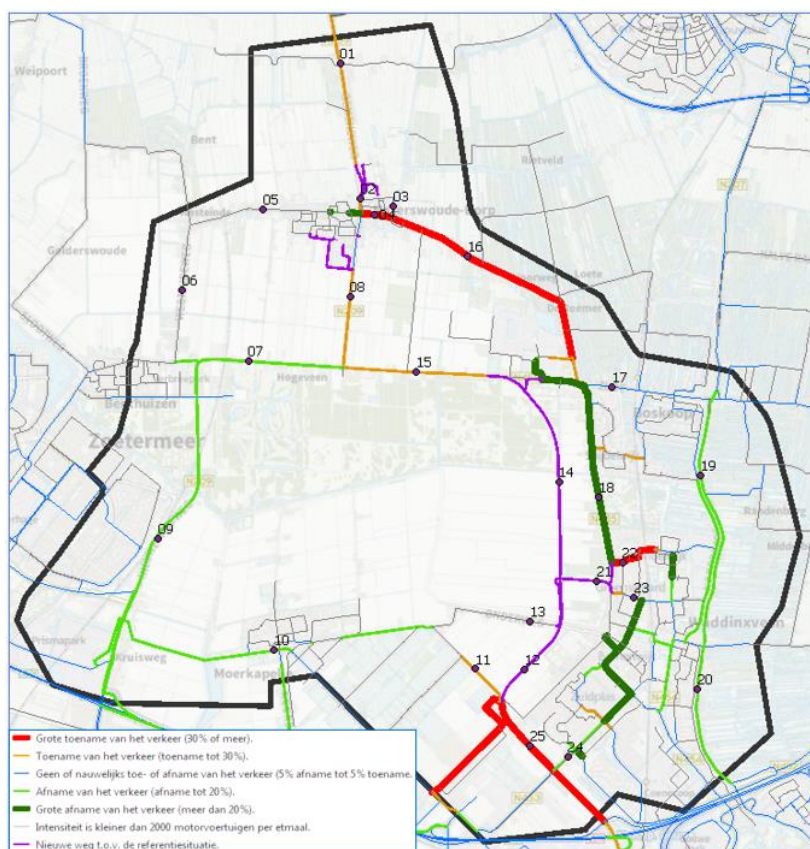 Weipoort
01
Bent
Rietveld
02
03
04
05
16
Gelderswoude
Loete
06
08
07
15
Hogeveen
17
Boskoop
Zoetermeer
14
18
19
09
22
21
23
13
Waddinxveen
Prismapark
Kruisweg
10
Moerkapelle
11
12
20
Zuidplas
25
24
Grote toename van het verkeer (30% of meer).
Toename van het verkeer (toename tot 30%).
Geen of nauwelijks toe- of afname van het verkeer (5% afname tot 5% toename.
Afname van het verkeer (afname tot 20%).
Grote afname van het verkeer (meer dan 20%).
Intensiteit is kleiner dan 2000 motorvoertuigen per etmaal.
Nieuwe weg t.o.v. de referentiesituatie.